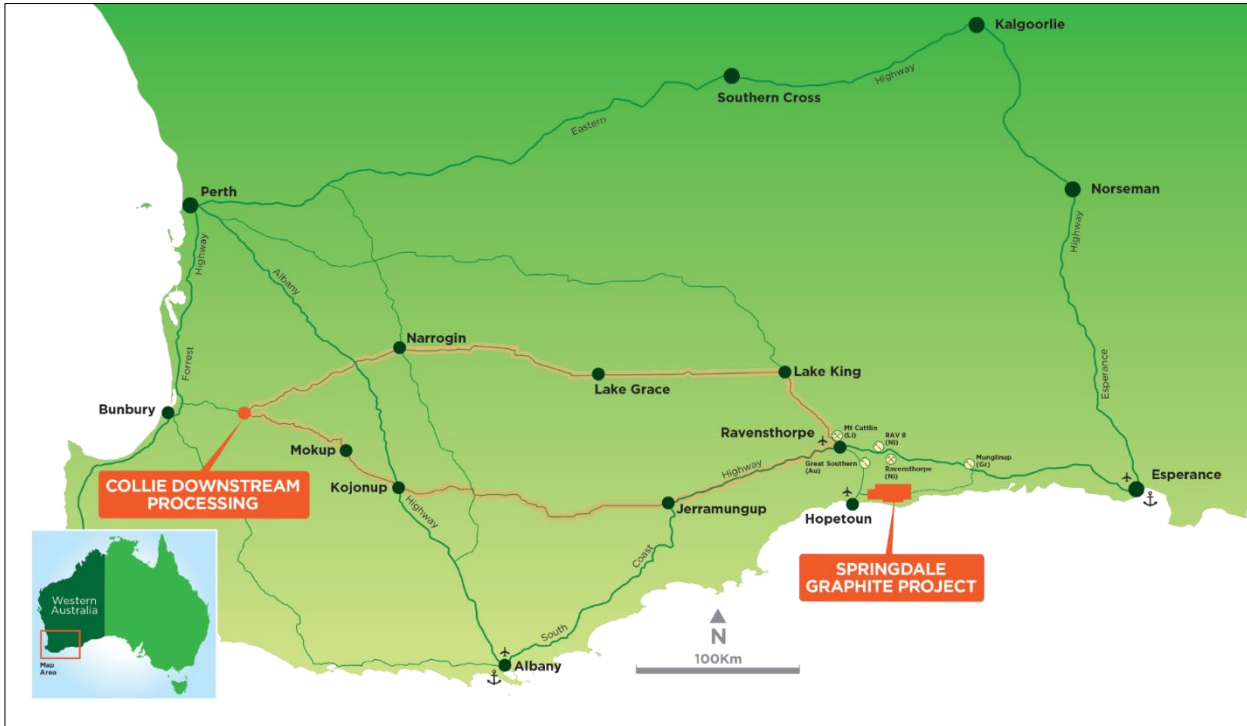 Kalgoorlie
Highway
Southern Cross
Eastern
Perth
Norseman
Highway
Albany
Highway
Forrest
Narrogin
Lake King
Lake Grace
Esperance
Bunbury
Mt Cattlin
(Li)
RAV 8
(Ni)
Ravensthorpe
Mokup
Great Southern
(Au)
Ravensthorpe
(Ni)
Munglinup
(Gr)
Highway
COLLIE DOWNSTREAM
PROCESSING
Kojonup
Esperance
Highway
Jerramungup
Hopetoun
SPRINGDALE
GRAPHITE PROJECT
Coast
South
Western
Australia
Map
Area
N
100Km
Albany